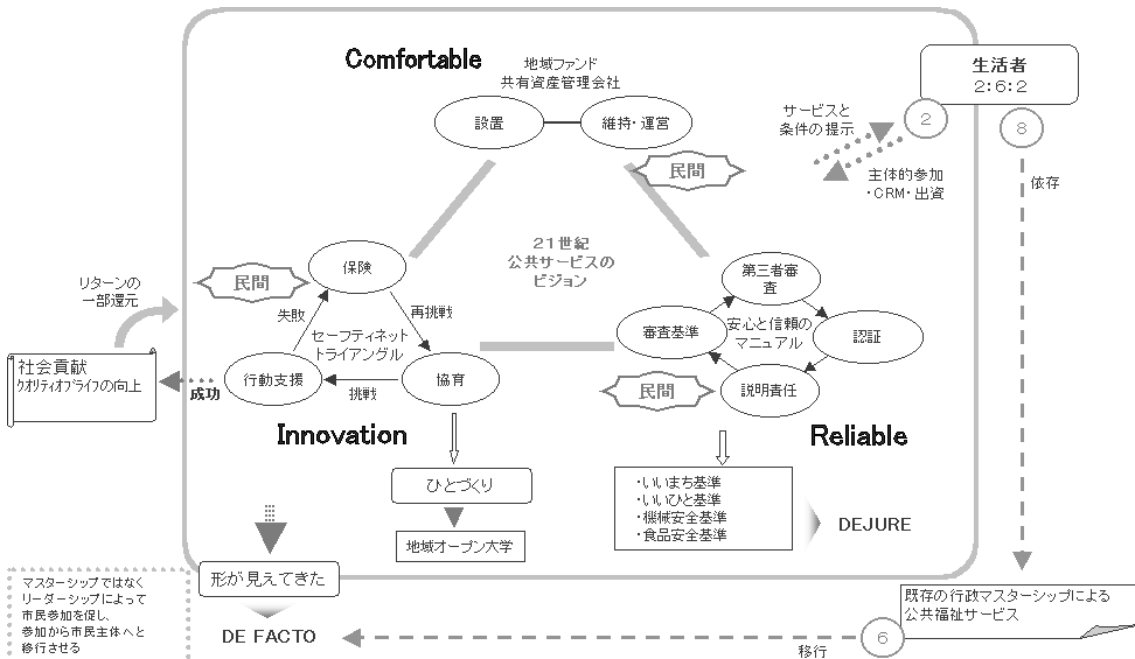 Comfortable
地域ファンド
共有資産管理会社
設置
維持・運営
民間
サービスと
条件の提示
主体的参加
・CRM・出資
生活者
2:6:2
2
8
依存
21世紀
公共サービスの
ビジョン
リターンの
一部還元
民間
保険
失敗
再挑戦
セーフティネット
トライアングル
行動支援
挑戦
協育
成功
社会貢献
クオリティオブライフの向上
Innovation
第三者審
査
審査基準
安心と信頼の
マニュアル
認証
民間
説明責任
Reliable
ひとづくり
地域オープン大学
・いいまち基準
・いいひと基準
・機械安全基準
・食品安全基準
DEJURE
形が見えてきた
DE FACTO
マスターシップではなく
リーダーシップによって
市民参加を促し、
参加から市民主体へと
移行させる
既存の行政マスターシップによる
公共福祉サービス
6
移行